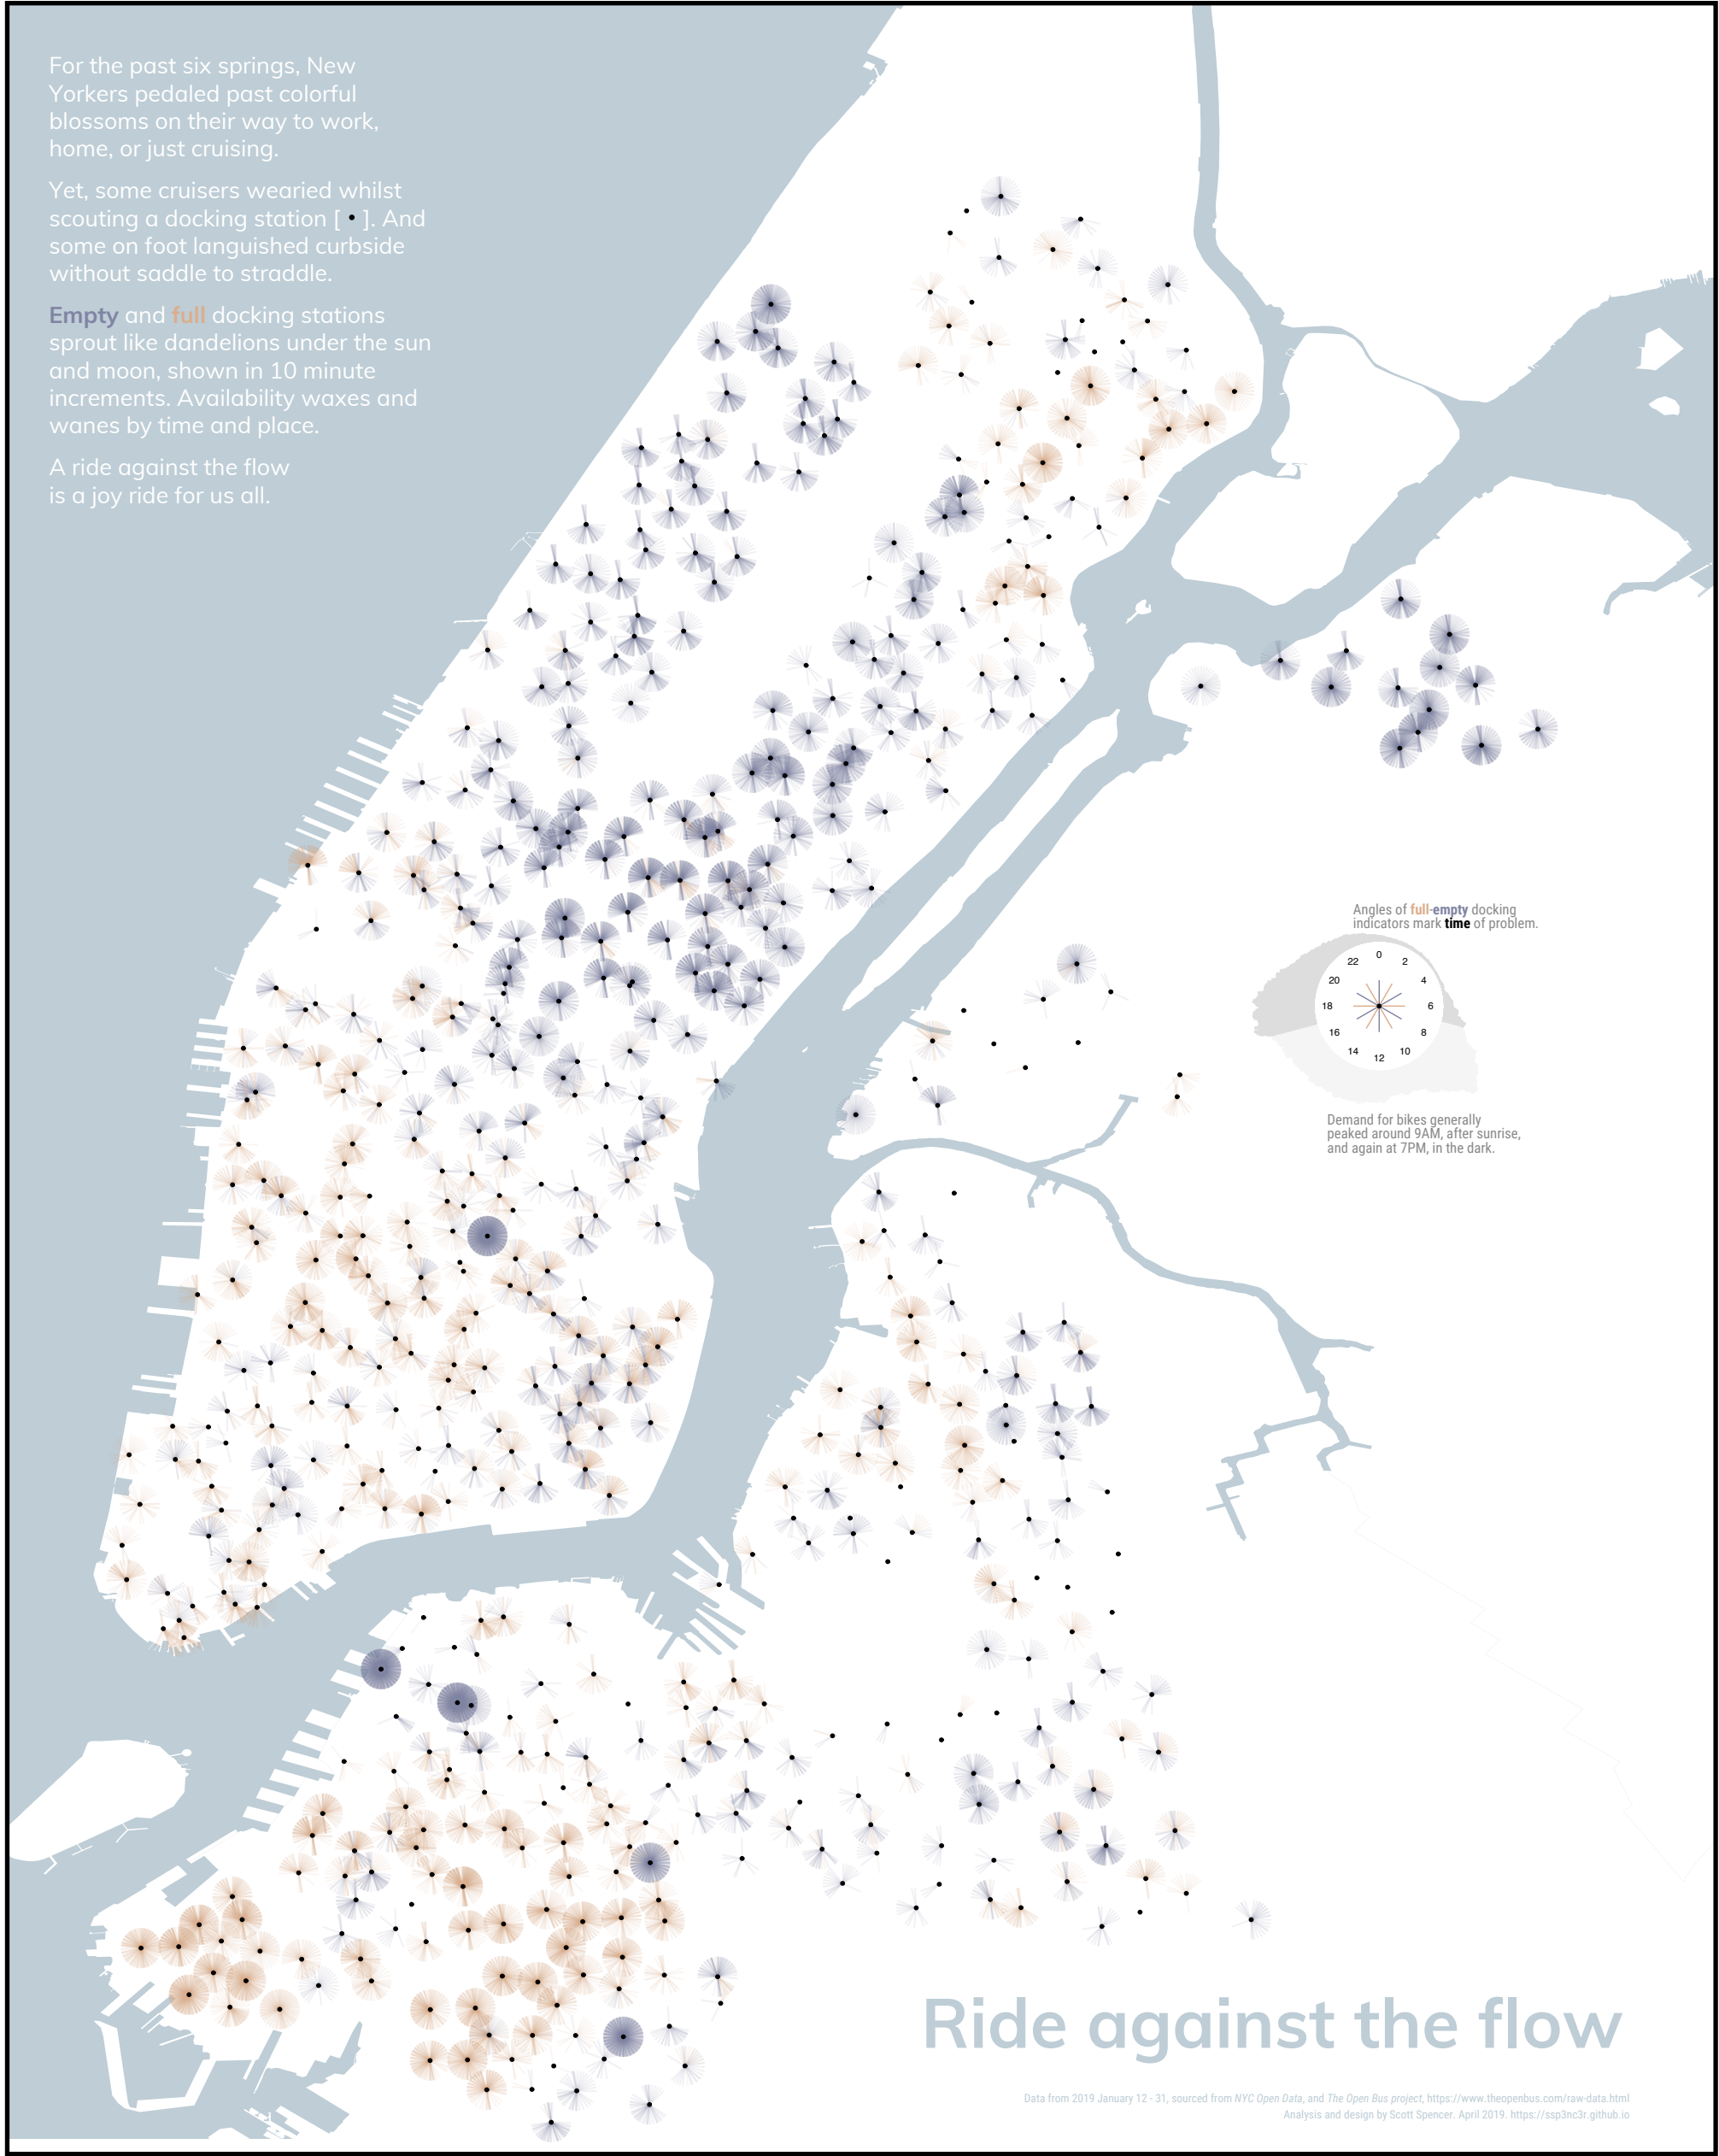 For the past six springs, New
Yorkers pedaled past colorful
blossoms on their way to work,
home, or just cruising.
Yet, some cruisers wearied whilst
scouting a docking station [ • ]. And
some on foot languished curbside
without saddle to straddle.
Empty and full docking stations
sprout like dandelions under the sun
and moon, shown in 10 minute
increments. Availability waxes and
wanes by time and place.
A ride against the flow
is a joy ride for us all.
Angles of full-empty docking
indicators mark time of problem.
0
22 2
20 4
18 6
16 8
14 10
12
Demand for bikes generally
peaked around 9AM, after sunrise,
and again at 7PM, in the dark.
Ride against the flow
Data from 2019 January 12 - 31, sourced from NYC Open Data, and The Open Bus project, https://www.theopenbus.com/raw-data.html
Analysis and design by Scott Spencer. April 2019. https://ssp3nc3r.github.io